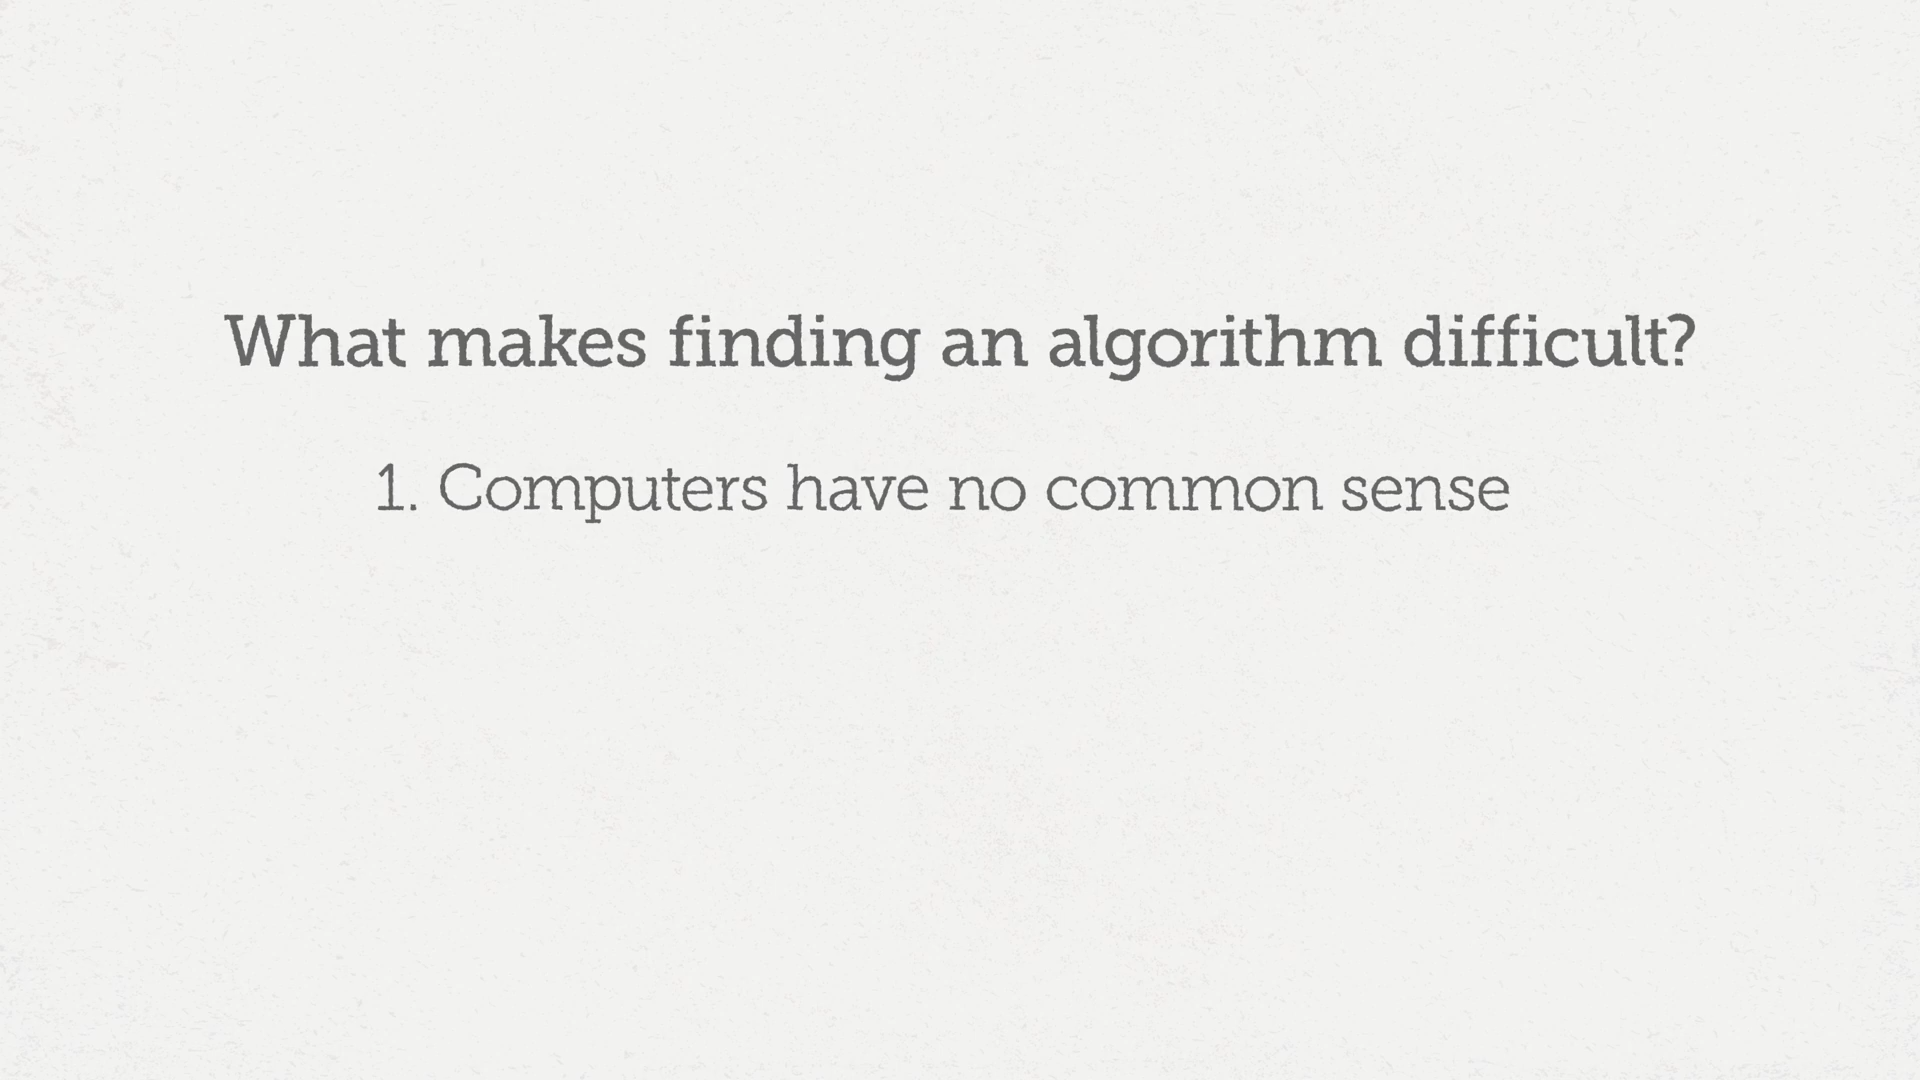 What makes finding an algorithm difficult?
1. Computers have no common sense